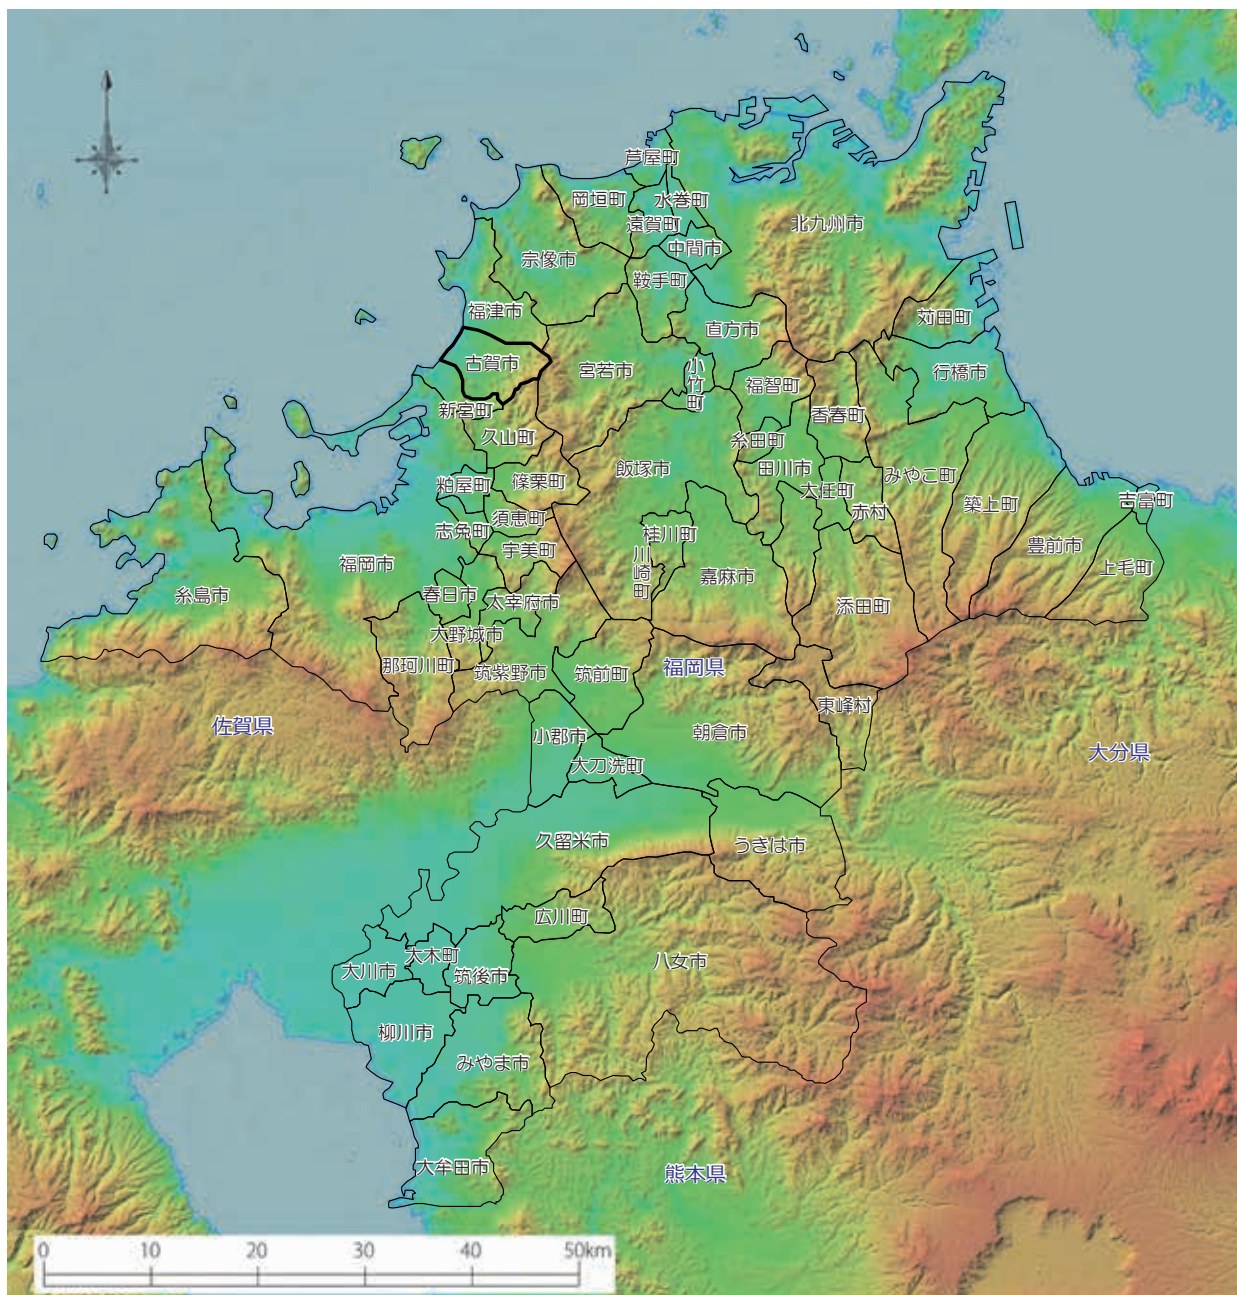 芦屋町
岡垣町
水巻町
遠賀町
北九州市
中間市
宗像市
鞍手町
福津市
苅田町
直方市
古賀市
宮若市
小竹町
福智町
行橋市
新宮町
香春町
久山町
糸田町
飯塚市
田川市
みやこ町
篠栗町
粕屋町
大任町
築上町
吉富町
赤村
須恵町
志免町
桂川町
豊前市
宇美町
福岡市
川崎町
嘉麻市
上毛町
糸島市
春日市
太宰府市
添田町
大野城市
那珂川町
筑紫野市
筑前町
福岡県
東峰村
佐賀県
小郡市
朝倉市
大分県
大刀洗町
久留米市
うきは市
広川町
大木町
八女市
大川市
筑後市
柳川市
みやま市
大牟田市
熊本県
0 10 20 30 40 50km